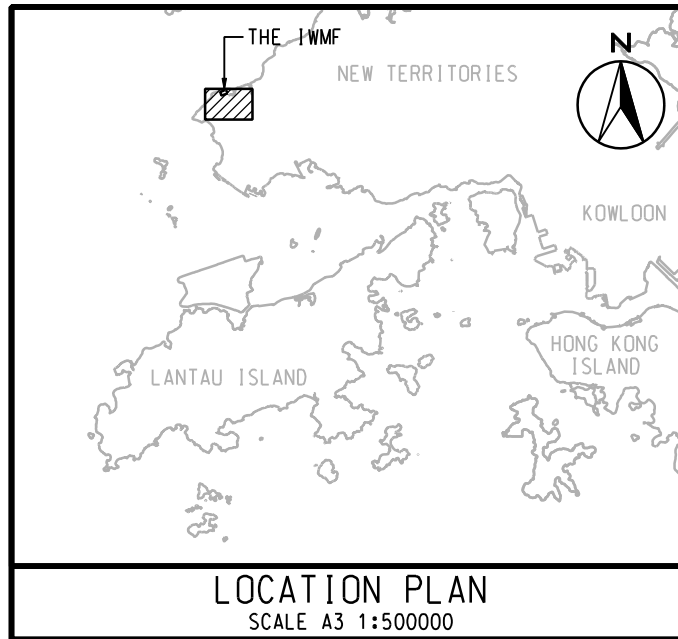 THE IWMF
N
NEW TERRITORIES
KOWLOON
HONG KONG
ISLAND
LANTAU ISLAND
LOCATION PLAN
SCALE A3 1:500000